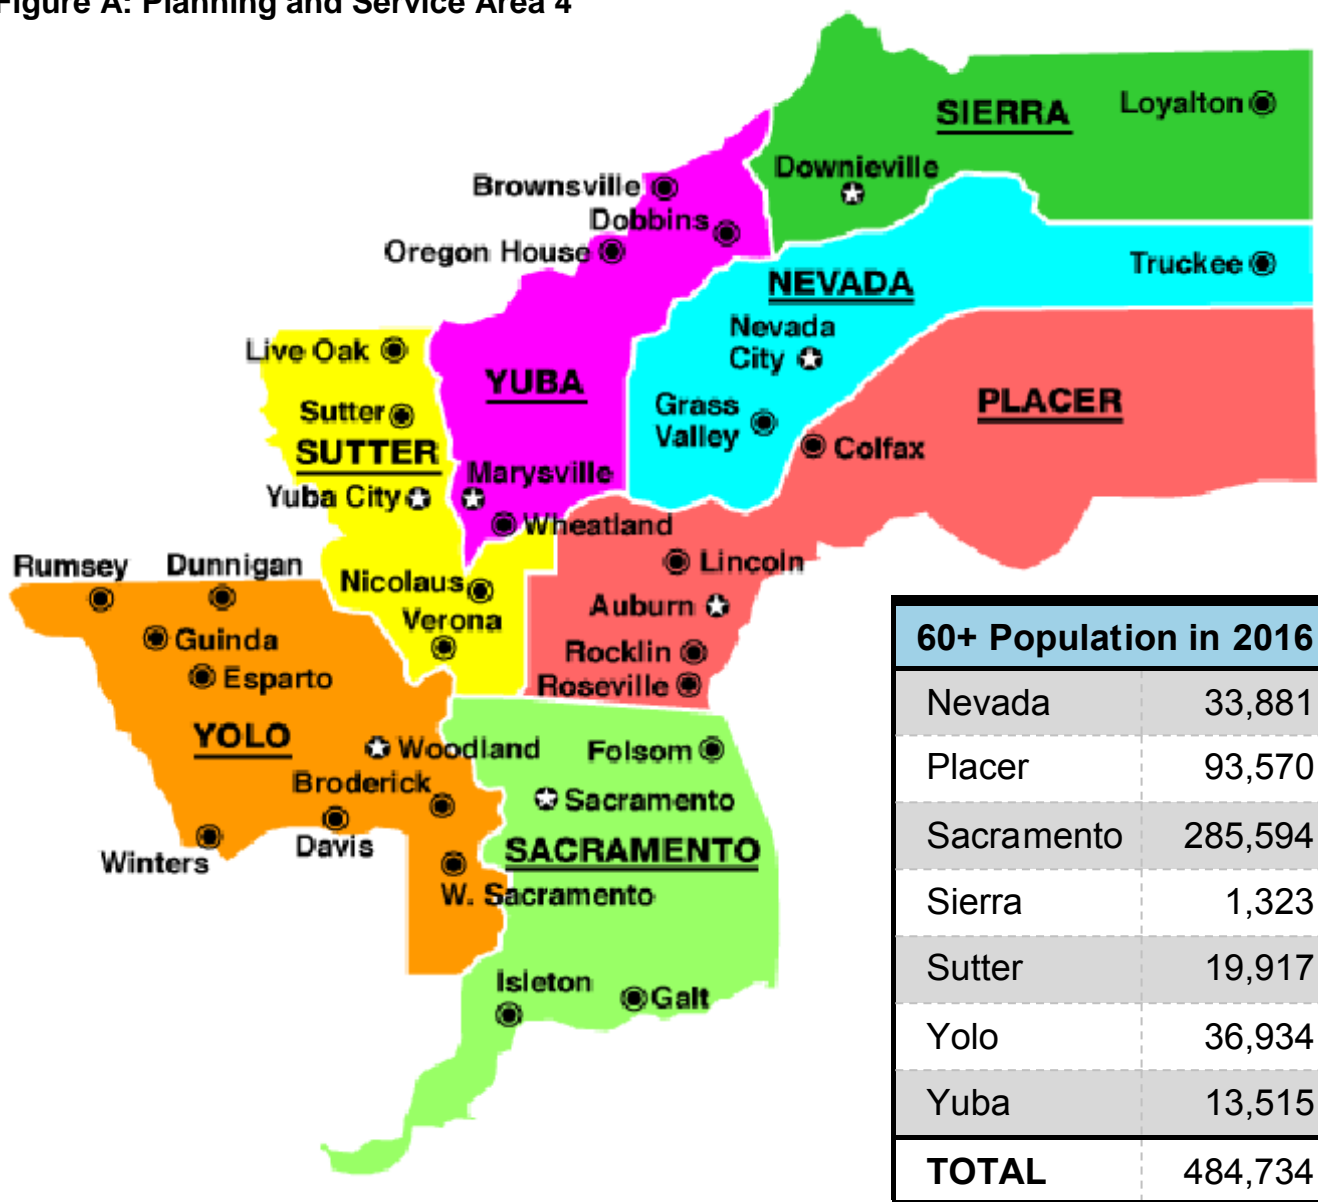 Figure A: Planning and Service Area 4
SIERRA
Loyalton
Downieville
Brownsville
Dobbins
Oregon House
NEVADA
Truckee
Nevada
City
Grass
Valley
Live Oak
YUBA
Sutter
SUTTER
Yuba City
Marysville
Wheatland
PLACER
Colfax
Lincoln
Auburn
Rocklin
Roseville
Nicolaus
Verona
Rumsey
Dunnigan
Guinda
Esparto
YOLO
Woodland
Broderick
Winters
Davis
W. Sacramento
Folsom
Sacramento
SACRAMENTO
Isleton
Galt
60+ Population in 2016
Nevada 33,881
Placer 93,570
Sacramento 285,594
Sierra 1,323
Sutter 19,917
Yolo 36,934
Yuba 13,515
TOTAL 484,734